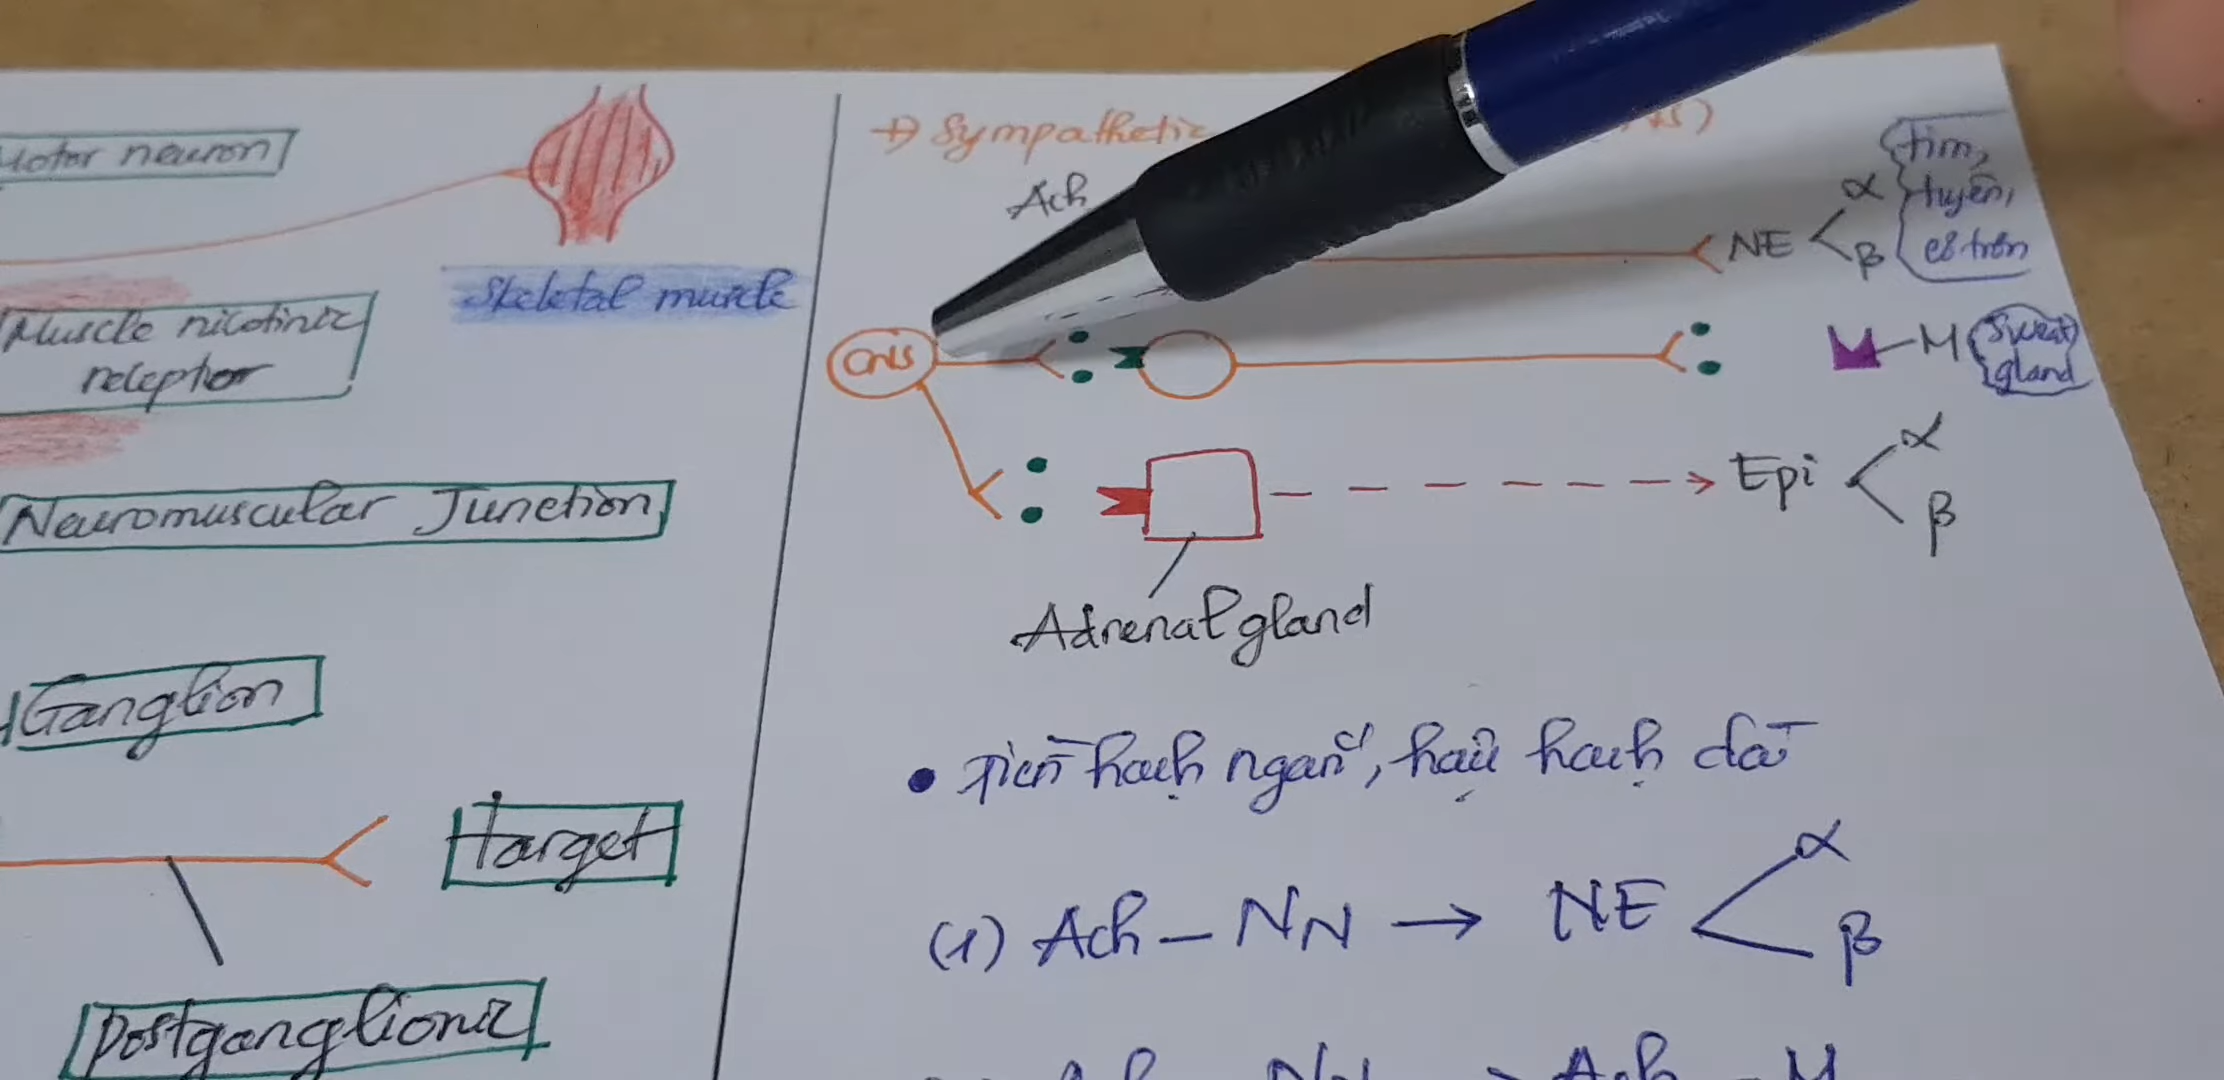 Motor neuron
Skeletal muscle
Muscle nicotinic
receptor
Neuromuscular Junction
Ganglion
Target
Postganglionic
Sympathetic
Ach
NE
α
β
tim,
tuyến,
cơ trơn
CNS
M
Sweat
gland
Epi
α
β
Adrenal gland
• Tiền hạch ngắn, hậu hạch dài
(1) Ach – NN → NE
α
β